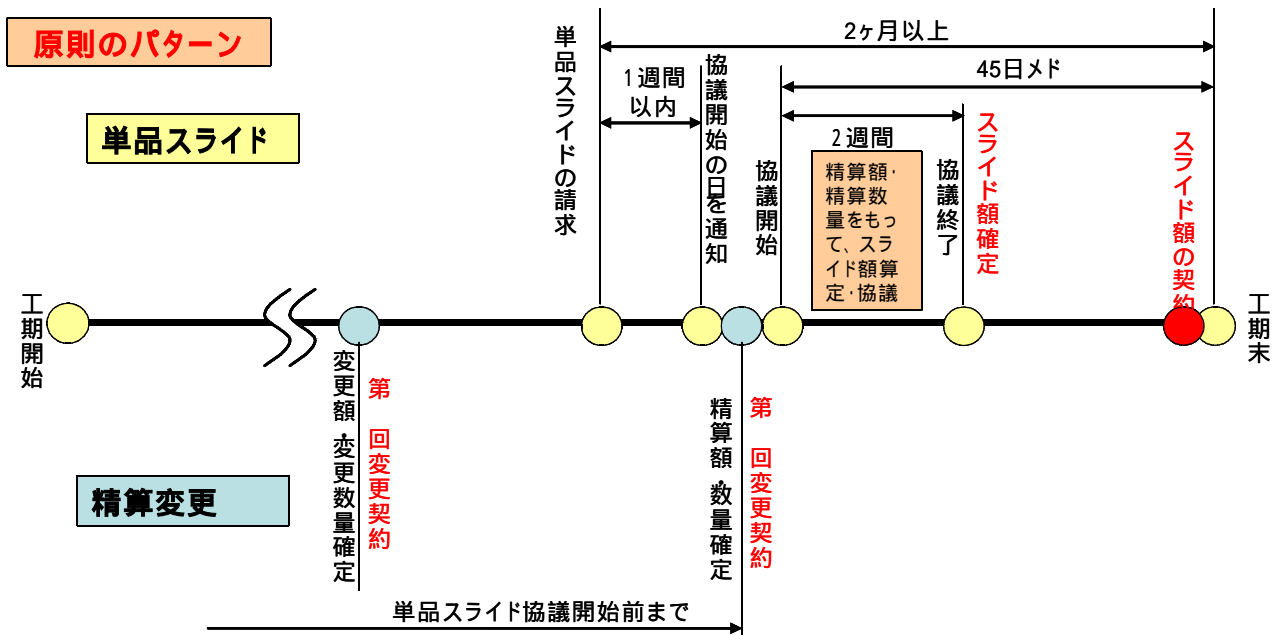 原則のパターン
単品スライド
2ヶ月以上
45日メド
1週間
以内
2週間
単品スライドの請求
協議開始の日を通知
協議開始
精算額・
精算数
量をもっ
て、スラ
イド額算
定・協議
協議終了
スライド額確定
スライド額の契約
工期開始
工期末
変更額・変更数量確定
第　回変更契約
精算額・数量確定
第　回変更契約
精算変更
単品スライド協議開始前まで